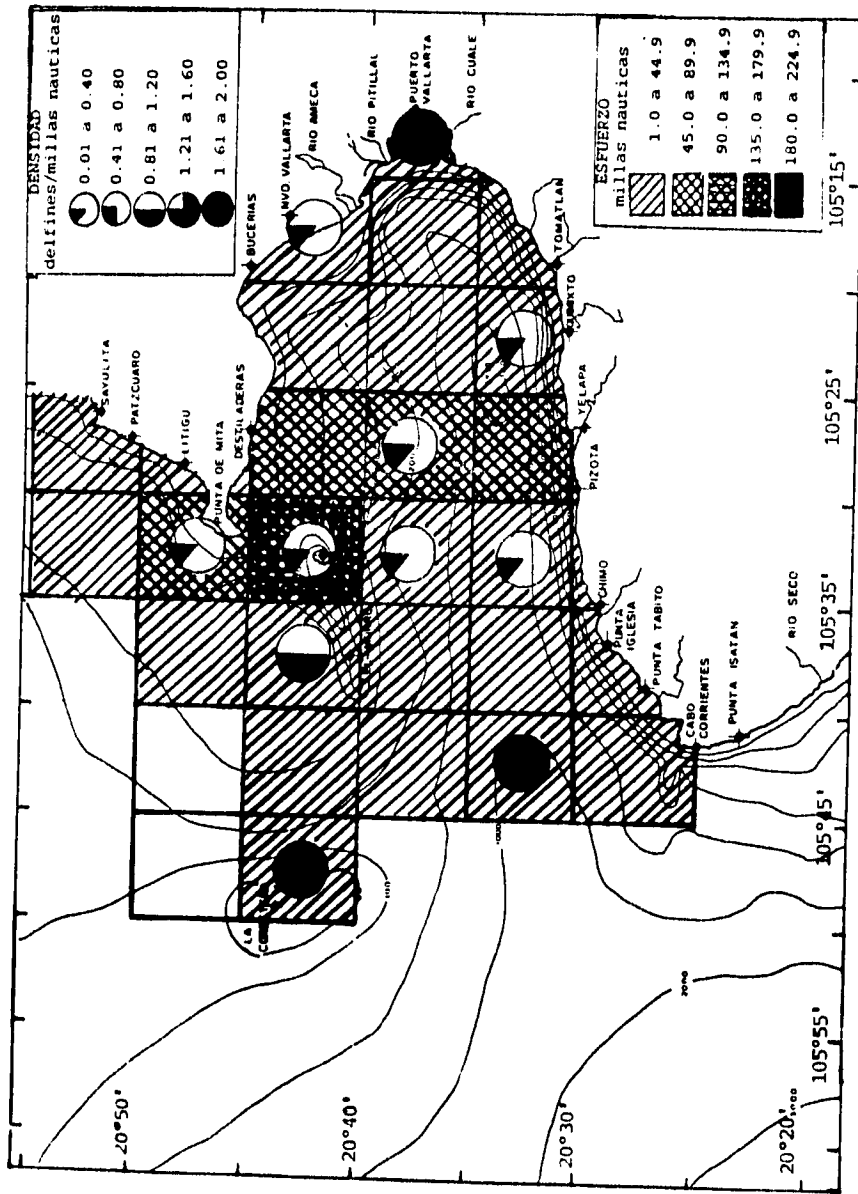 DENSIDAD
delfines/millas nauticas
0.01 a 0.40
0.41 a 0.80
0.81 a 1.20
1.21 a 1.60
1.61 a 2.00
SAYULITA
PATZCUARO
LITIGU
PUNTA DE MITA
DESTILADERAS
BUCERIAS
NVO. VALLARTA
RIO AMECA
RIO PITILLAL
PUERTO
VALLARTA
RIO CUALE
TOMATLAN
YELAPA
PIZOTA
CHIMO
PUNTA
IGLESIA
PUNTA TABITO
CABO
CORRIENTES
PUNTA ISATAN
RIO SECO
LA
2000
ESFUERZO
millas nauticas
1.0 a 44.9
45.0 a 89.9
90.0 a 134.9
135.0 a 179.9
180.0 a 224.9
20°50'
20°40'
20°30'
20°20'
105°55'
105°45'
105°35'
105°25'
105°15'